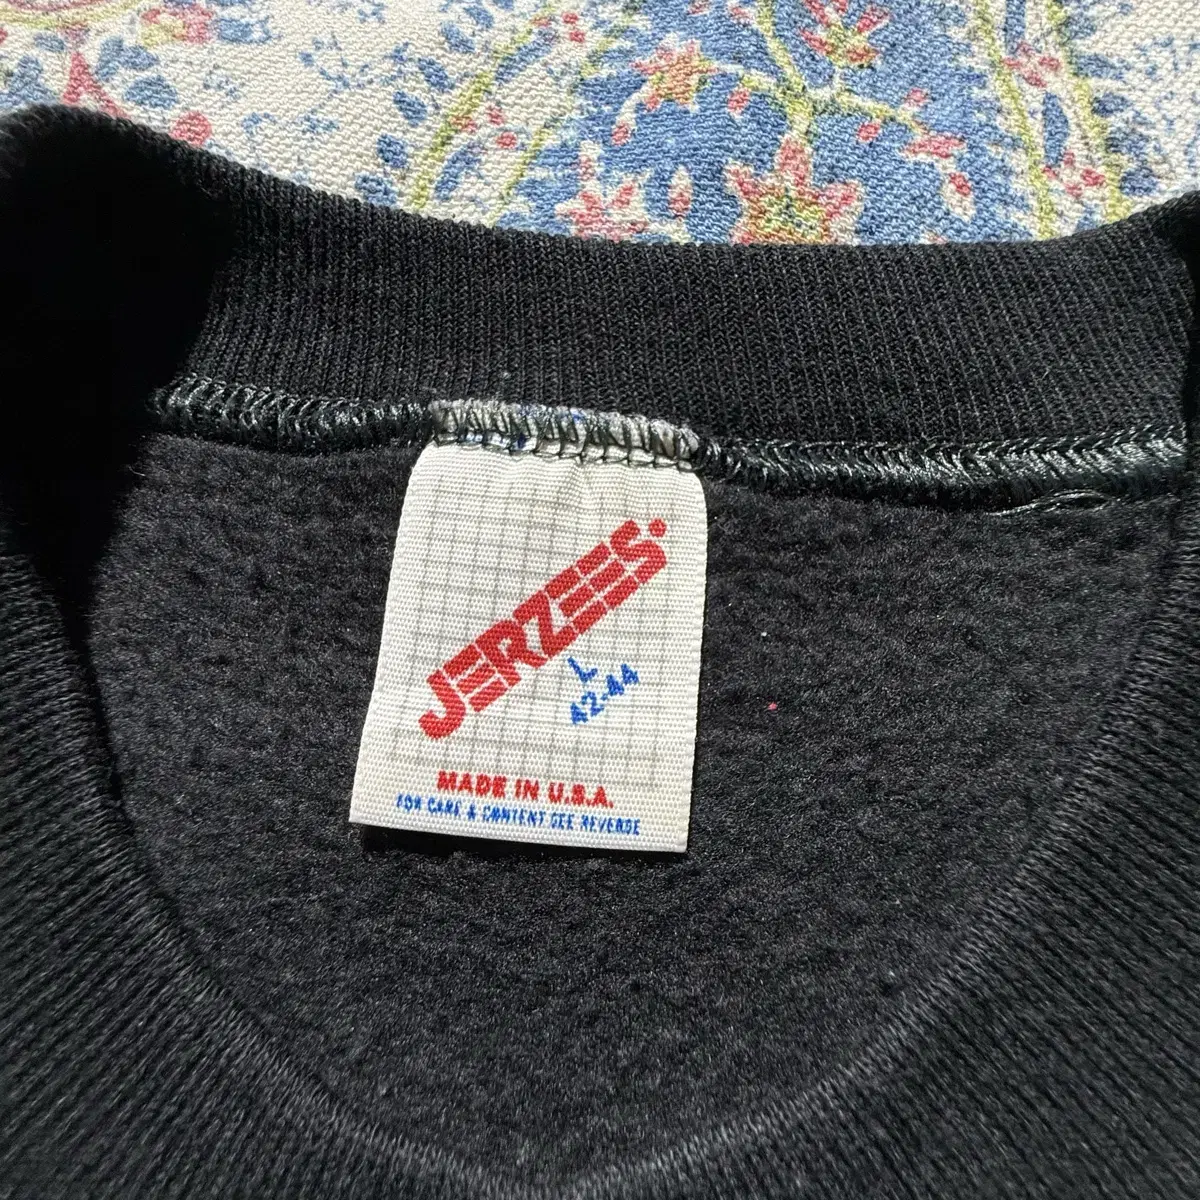 JERZEES
L
42-44
MADE IN U.S.A.
FOR CARE & CONTENT SEE REVERSE